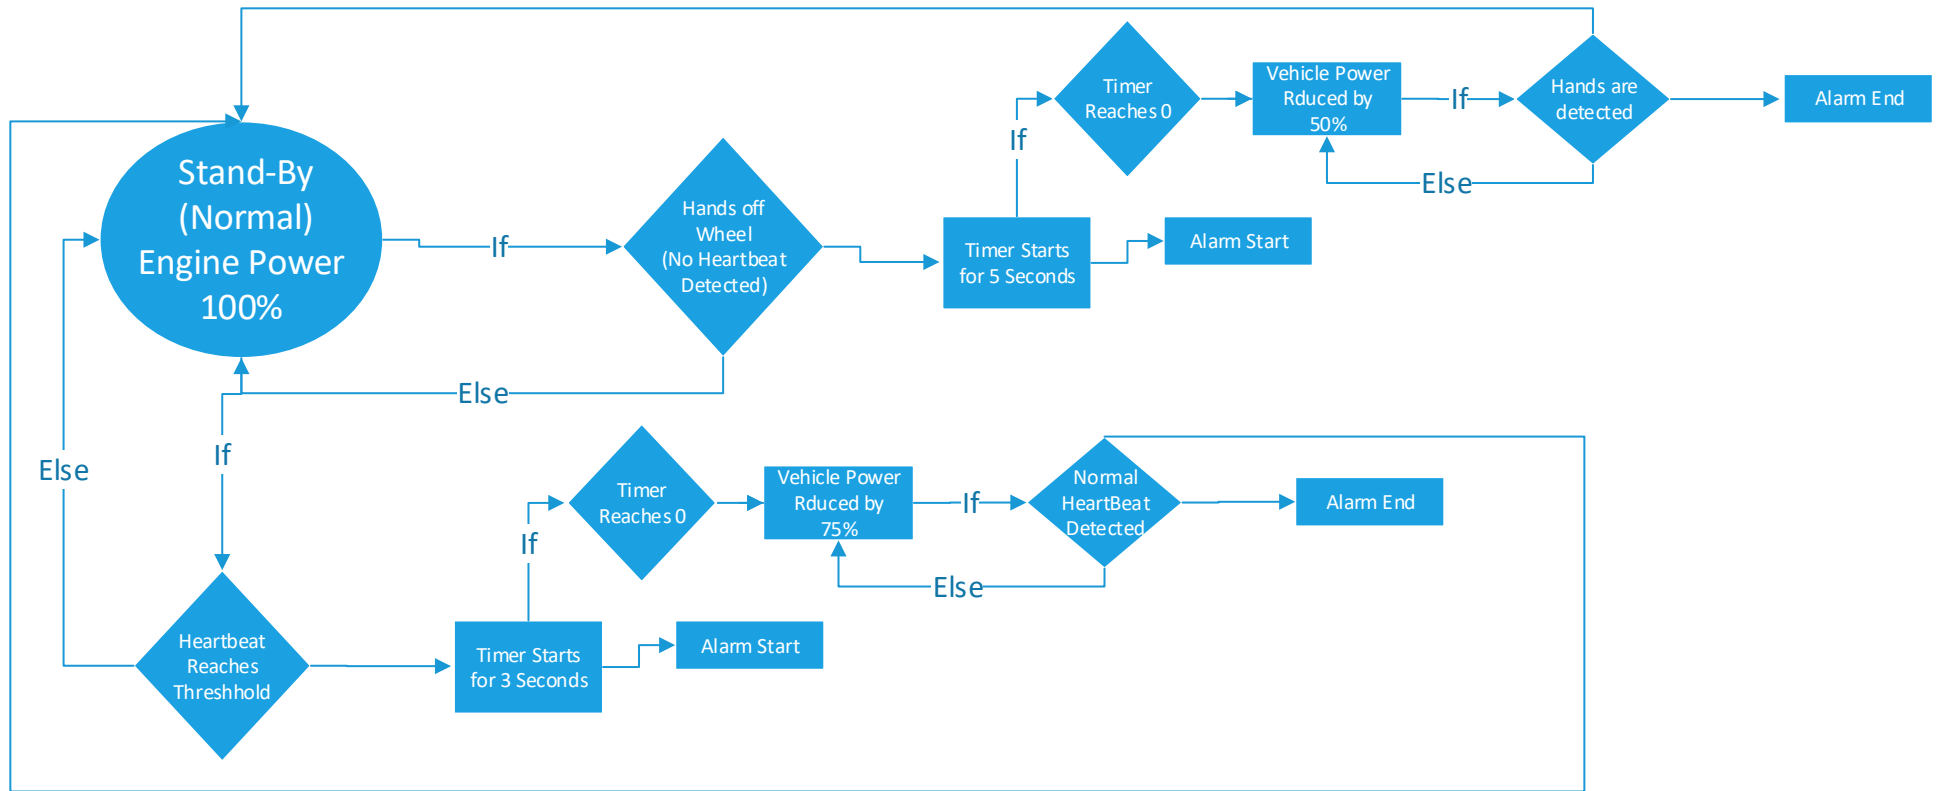 Timer
Reaches 0
Vehicle Power
Rduced by
50%
If
Hands are
detected
Alarm End
If
Else
Stand-By
(Normal)
Engine Power
100%
If
Hands off
Wheel
(No Heartbeat
Detected)
Timer Starts
for 5 Seconds
Alarm Start
Else
If
Else
Timer
Reaches 0
Vehicle Power
Rduced by
75%
If
Normal
HeartBeat
Detected
Alarm End
If
Else
Heartbeat
Reaches
Threshhold
Timer Starts
for 3 Seconds
Alarm Start